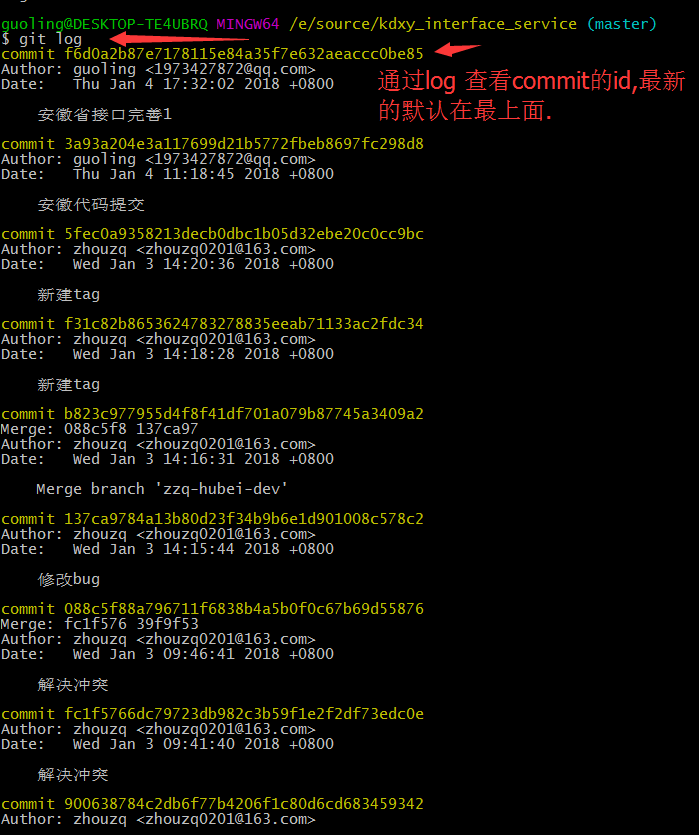 guoling@DESKTOP-TE4UBRQ MINGW64 /e/source/kdxy_interface_service (master)
$ git log
commit f6d0a2b87e7178115e84a35f7e632aeaccc0be85
Author: guoling <1973427872@qq.com>
Date:   Thu Jan 4 17:32:02 2018 +0800
通过log 查看commit的id,最新
的默认在最上面.
安徽省接口完善1
commit 3a93a204e3a117699d21b5772fbeb8697fc298d8
Author: guoling <1973427872@qq.com>
Date:   Thu Jan 4 11:18:45 2018 +0800
安徽代码提交
commit 5fec0a9358213decb0dbc1b05d32ebe20c0cc9bc
Author: zhouzq <zhouzq0201@163.com>
Date:   Wed Jan 3 14:20:36 2018 +0800
新建tag
commit f31c82b8653624783278835eeab71133ac2fdc34
Author: zhouzq <zhouzq0201@163.com>
Date:   Wed Jan 3 14:18:28 2018 +0800
新建tag
commit b823c977955d4f8f41df701a079b87745a3409a2
Merge: 088c5f8 137ca97
Author: zhouzq <zhouzq0201@163.com>
Date:   Wed Jan 3 14:16:31 2018 +0800
Merge branch 'zzq-hubei-dev'
commit 137ca9784a13b80d23f34b9b6e1d901008c578c2
Author: zhouzq <zhouzq0201@163.com>
Date:   Wed Jan 3 14:15:44 2018 +0800
修改bug
commit 088c5f88a796711f6838b4a5b0f0c67b69d55876
Merge: fc1f576 39f9f53
Author: zhouzq <zhouzq0201@163.com>
Date:   Wed Jan 3 09:46:41 2018 +0800
解决冲突
commit fc1f5766dc79723db982c3b59f1e2f2df73edc0e
Author: zhouzq <zhouzq0201@163.com>
Date:   Wed Jan 3 09:41:40 2018 +0800
解决冲突
commit 900638784c2db6f77b4206f1c80d6cd683459342
Author: zhouzq <zhouzq0201@163.com>